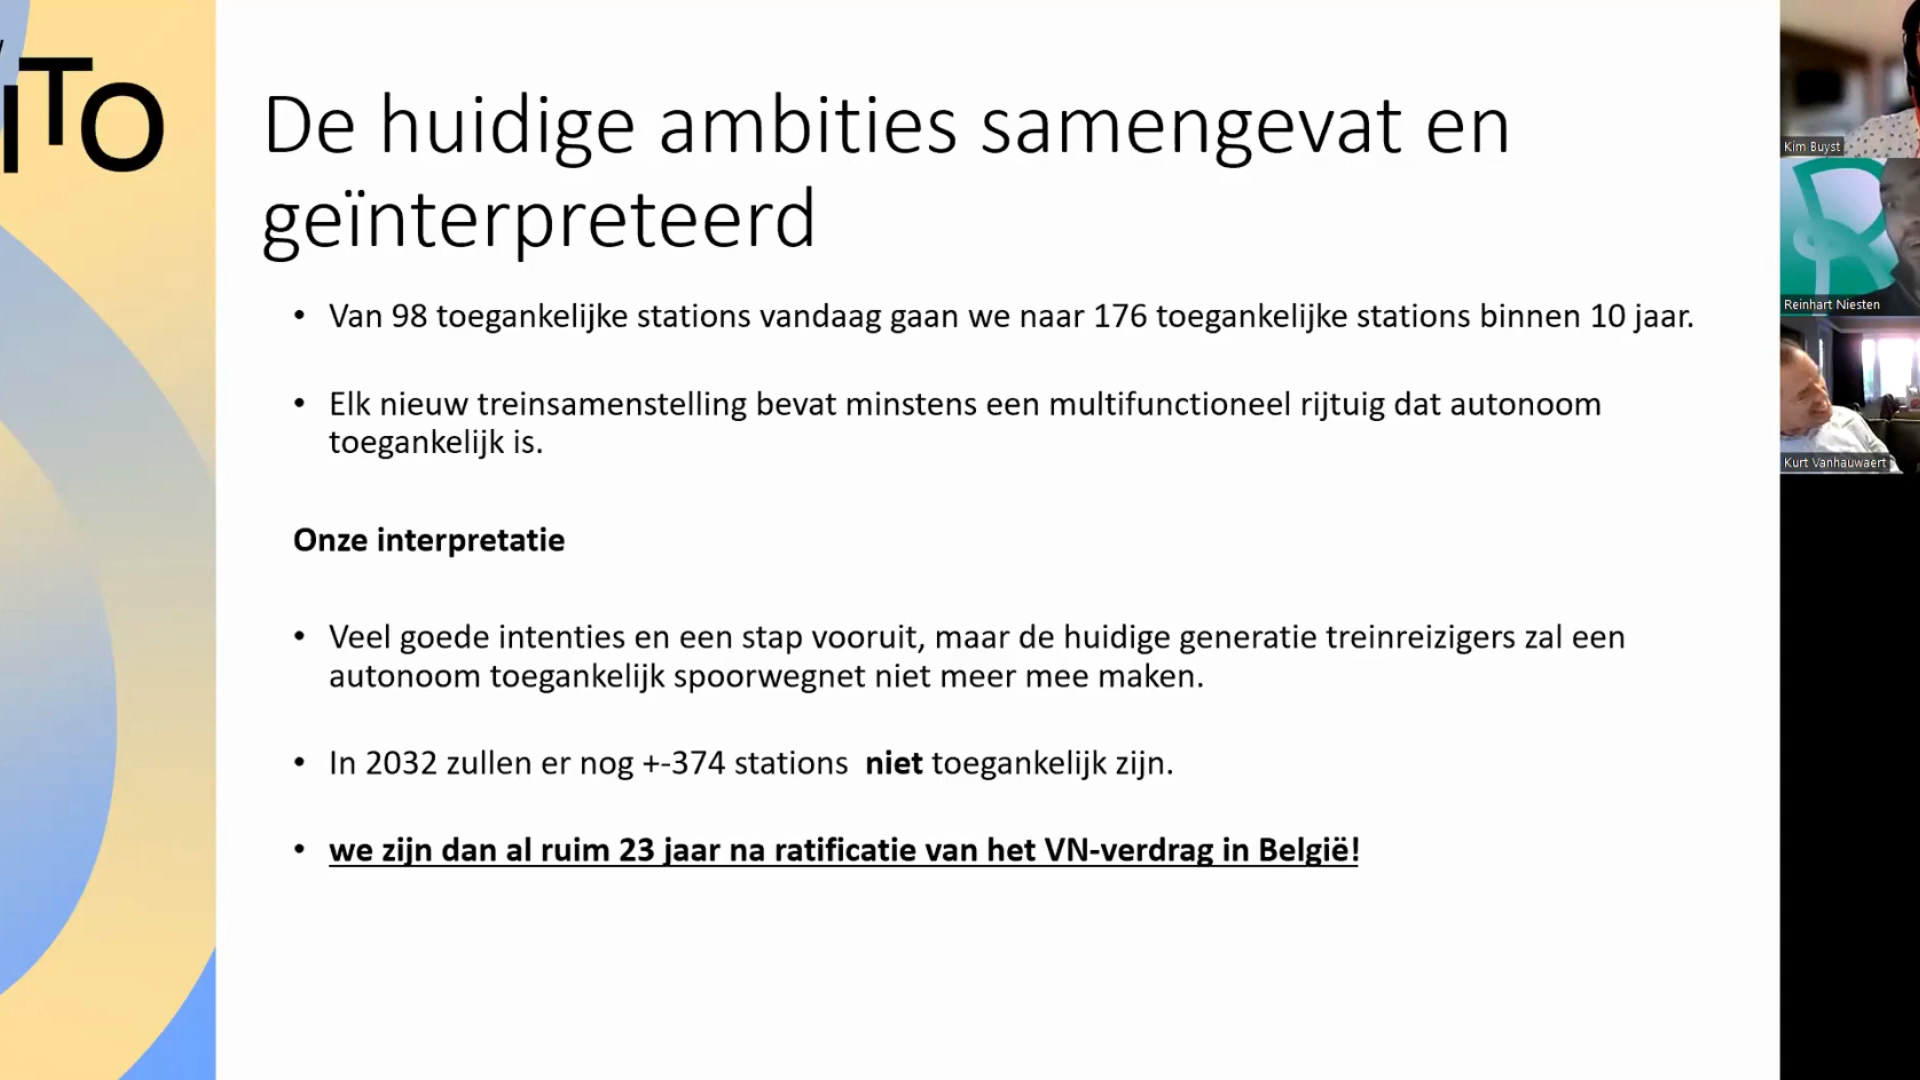 ITO
De huidige ambities samengevat en
geïnterpreteerd
• Van 98 toegankelijke stations vandaag gaan we naar 176 toegankelijke stations binnen 10 jaar.
• Elk nieuw treinsamenstelling bevat minstens een multifunctioneel rijtuig dat autonoom
toegankelijk is.
Onze interpretatie
• Veel goede intenties en een stap vooruit, maar de huidige generatie treinreizigers zal een
autonoom toegankelijk spoorwegnet niet meer mee maken.
• In 2032 zullen er nog +-374 stations niet toegankelijk zijn.
• we zijn dan al ruim 23 jaar na ratificatie van het VN-verdrag in België!
Kim Buyst
Reinhart Niesten
Kurt Vanhauwaert